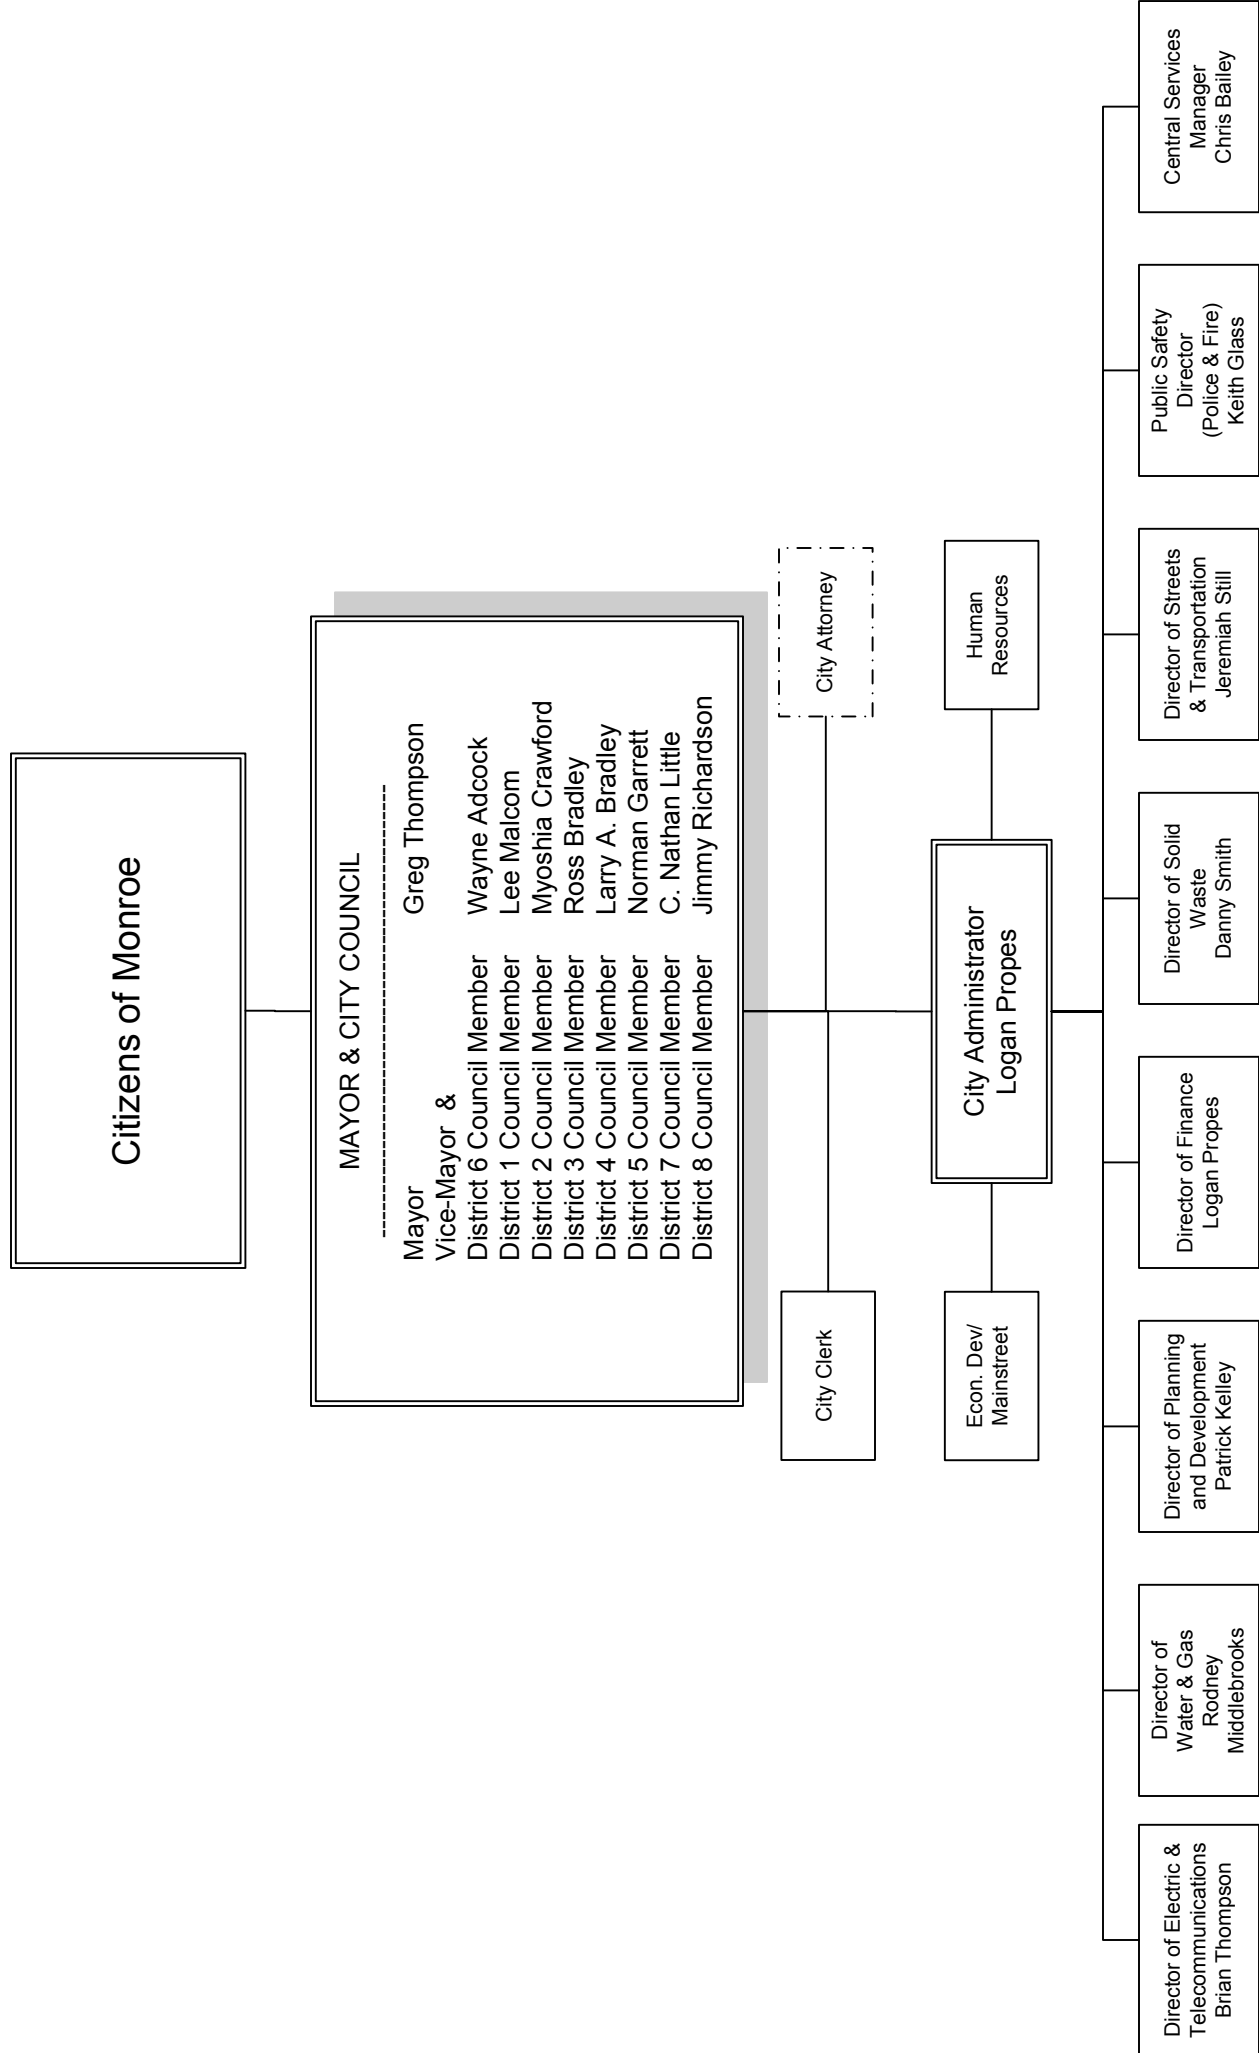 Citizens of Monroe
MAYOR & CITY COUNCIL
--------------------------------------------------------
Mayor Greg Thompson
Vice-Mayor &
District 6 Council Member Wayne Adcock
District 1 Council Member Lee Malcom
District 2 Council Member Myoshia Crawford
District 3 Council Member Ross Bradley
District 4 Council Member Larry A. Bradley
District 5 Council Member Norman Garrett
District 7 Council Member C. Nathan Little
District 8 Council Member Jimmy Richardson
City Clerk
City Attorney
Econ. Dev/
Mainstreet
City Administrator
Logan Propes
Human
Resources
Director of Electric &
Telecommunications
Brian Thompson
Director of
Water & Gas
Rodney
Middlebrooks
Director of Planning
and Development
Patrick Kelley
Director of Finance
Logan Propes
Director of Solid
Waste
Danny Smith
Director of Streets
& Transportation
Jeremiah Still
Public Safety
Director
(Police & Fire)
Keith Glass
Central Services
Manager
Chris Bailey